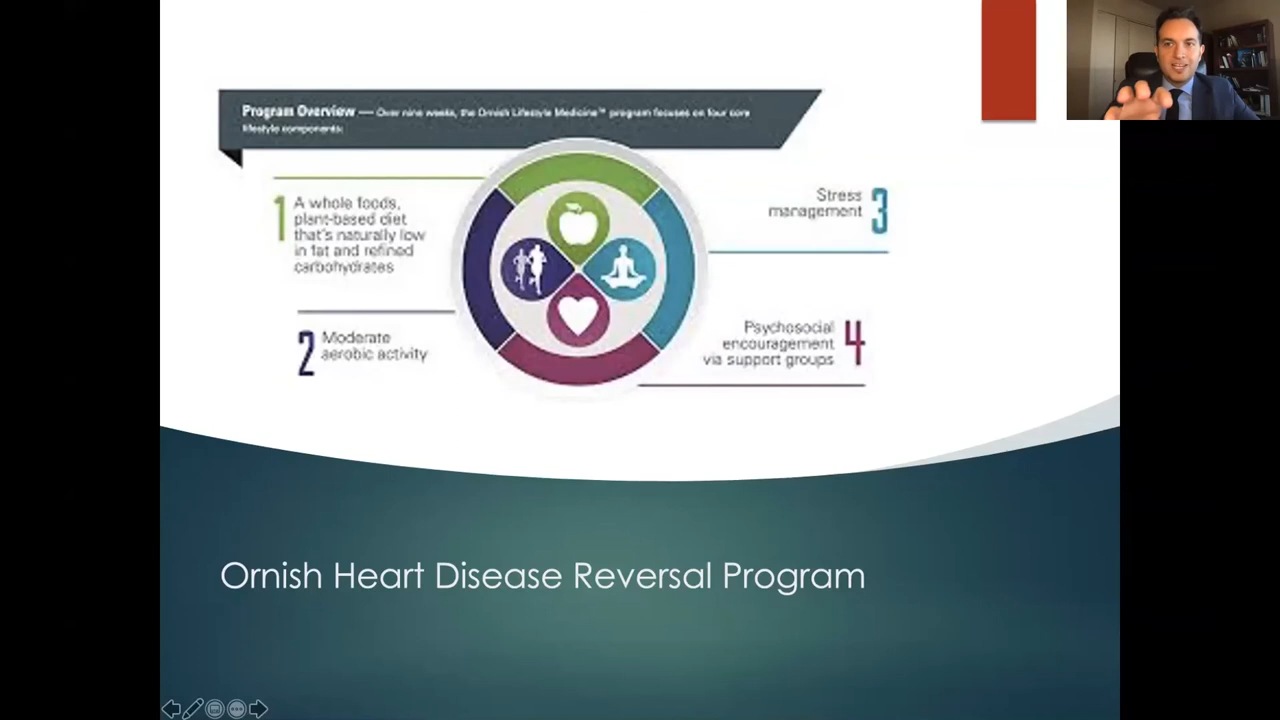 Program Overview — Over nine weeks, the Ornish Lifestyle Medicine™ program focuses on four core
lifestyle components:
1
A whole foods,
plant-based diet
that's naturally low
in fat and refined
carbohydrates
2
Moderate
aerobic activity
Stress
management
3
Psychosocial
encouragement
via support groups
4
Ornish Heart Disease Reversal Program